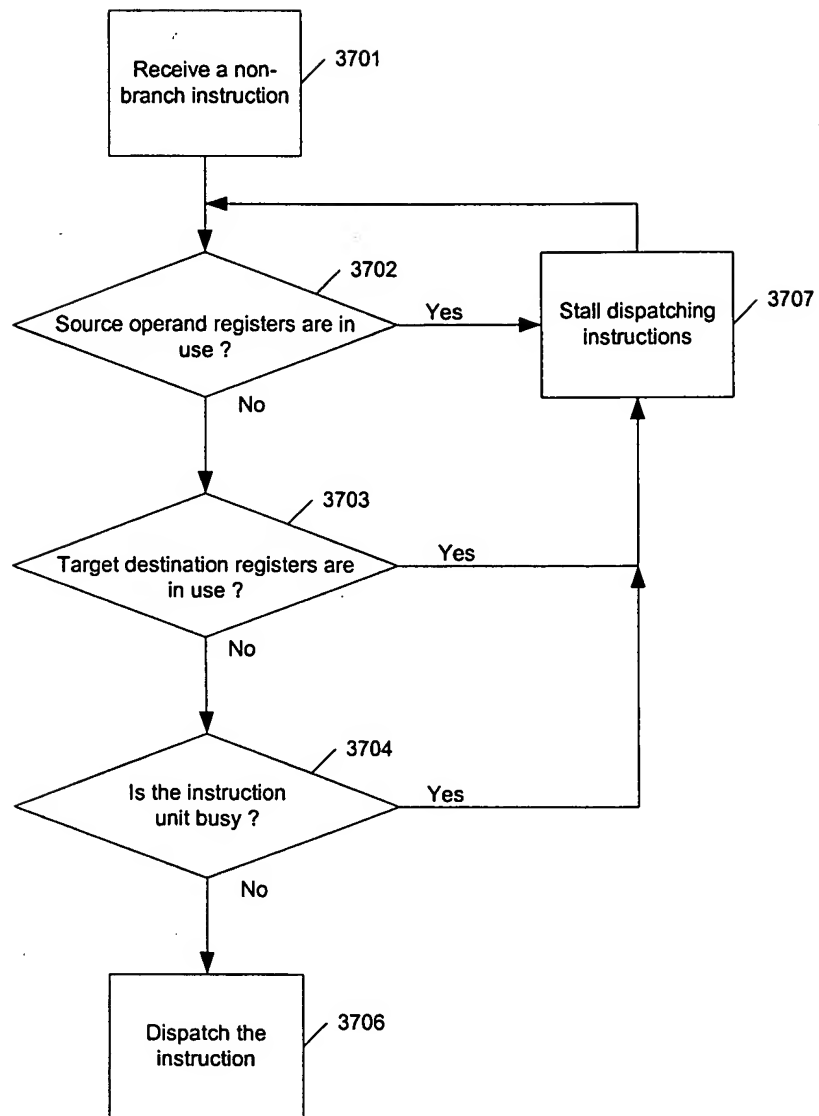 Receive a non-
branch instruction
3701
3702
Source operand registers are in
use ?
Yes
Stall dispatching
instructions
3707
No
3703
Target destination registers are
in use ?
Yes
No
3704
Is the instruction
unit busy ?
Yes
No
Dispatch the
instruction
3706